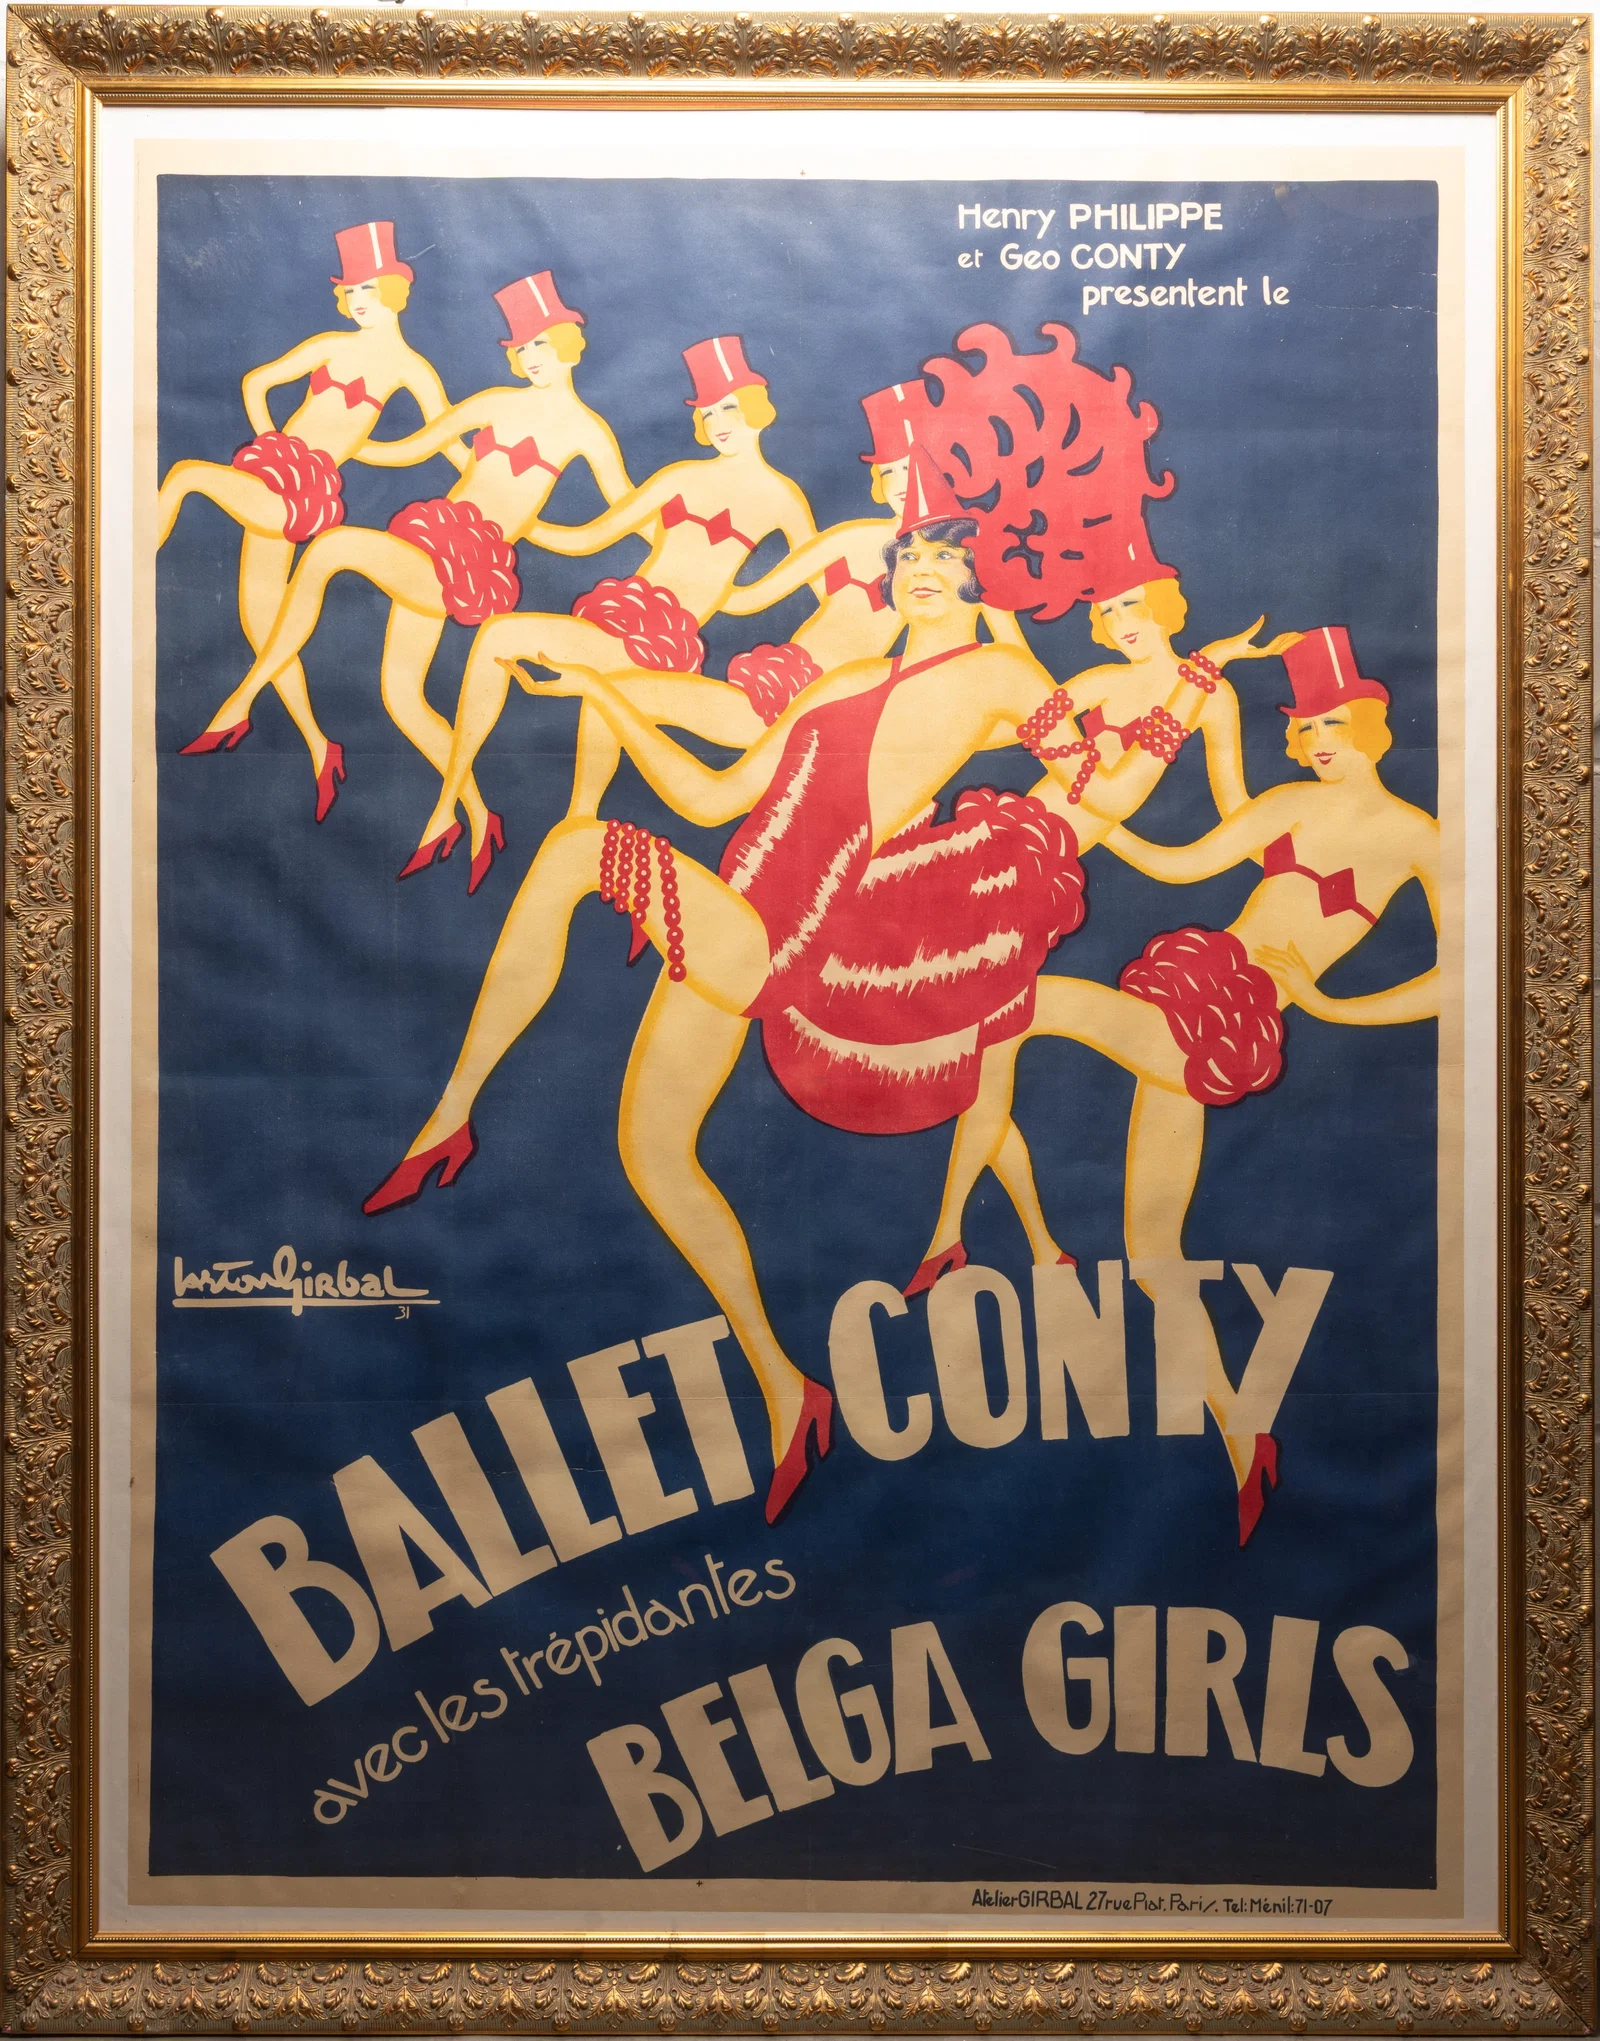 Henry PHILIPPE
et Geo CONTY
presentent le
Gaston Girbal
31
BALLET CONTY
avec les trépidantes
BELGA GIRLS
Atelier GIRBAL 27 rue Piat. Paris. Tel: Ménil: 71-07